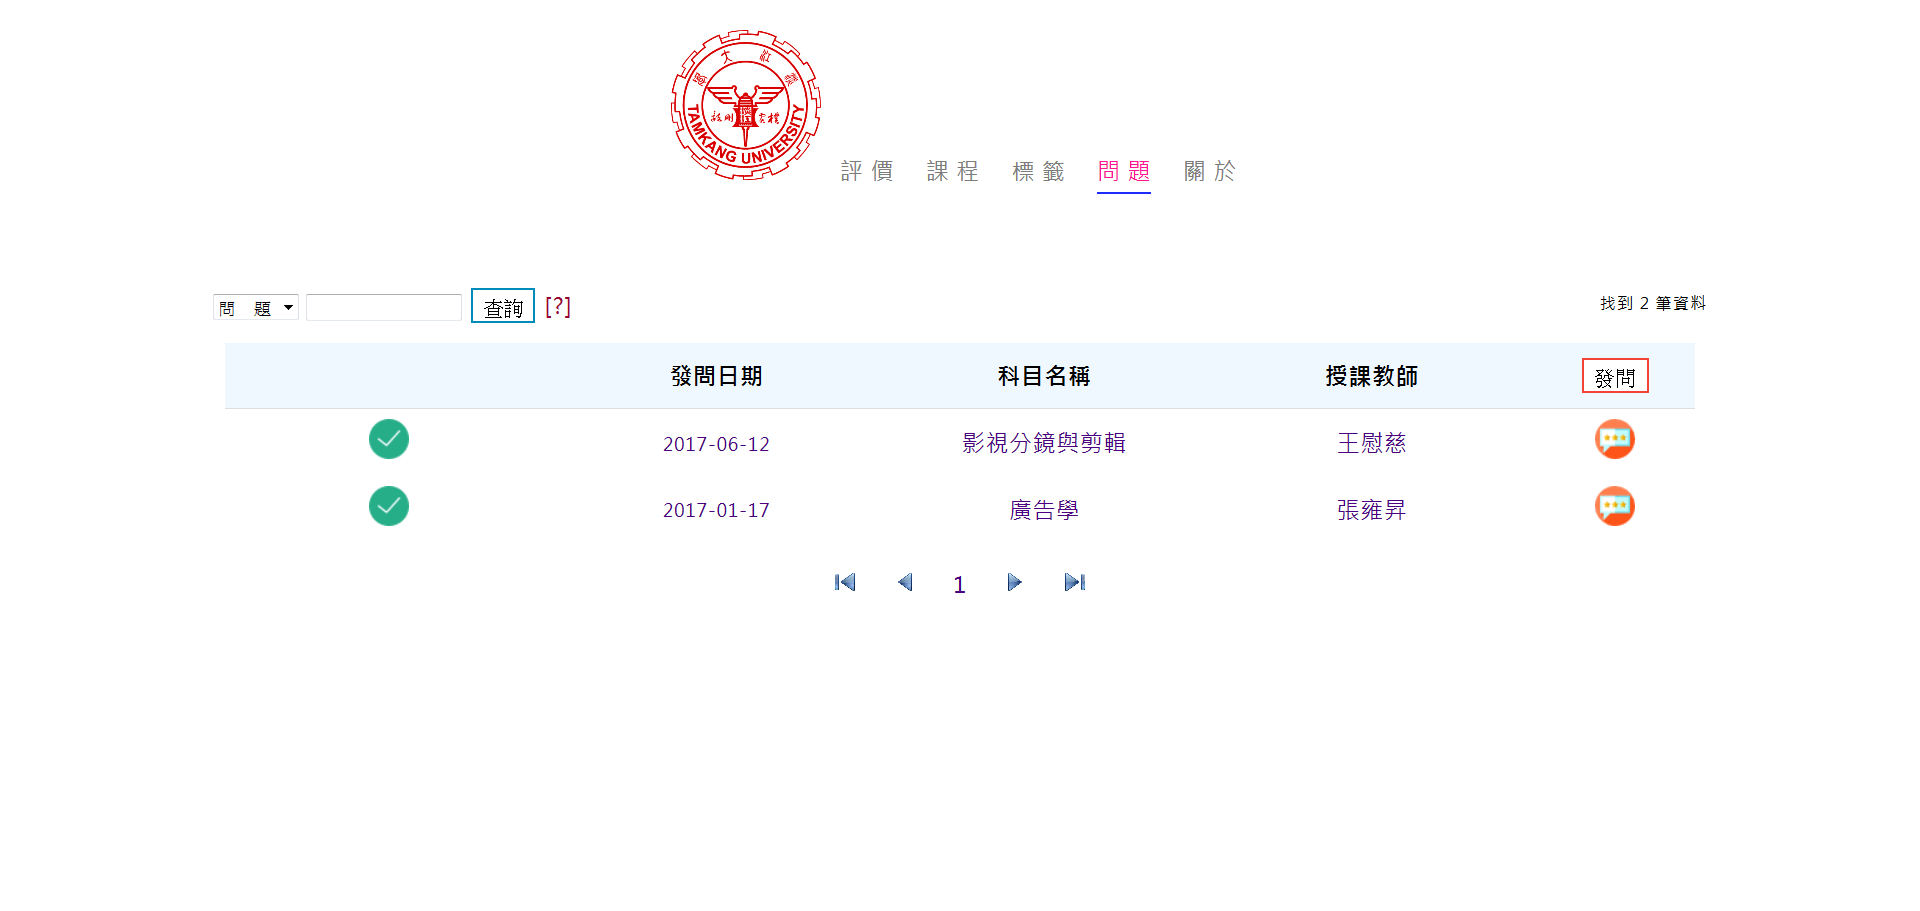 淡江大學
樸實剛毅
TAMKANG UNIVERSITY
評價 課程 標籤 問題 關於
問 題 查詢 [?] 找到 2 筆資料
發問日期 科目名稱 授課教師 發問
2017-06-12 影視分鏡與剪輯 王慰慈
2017-01-17 廣告學 張雍昇
1